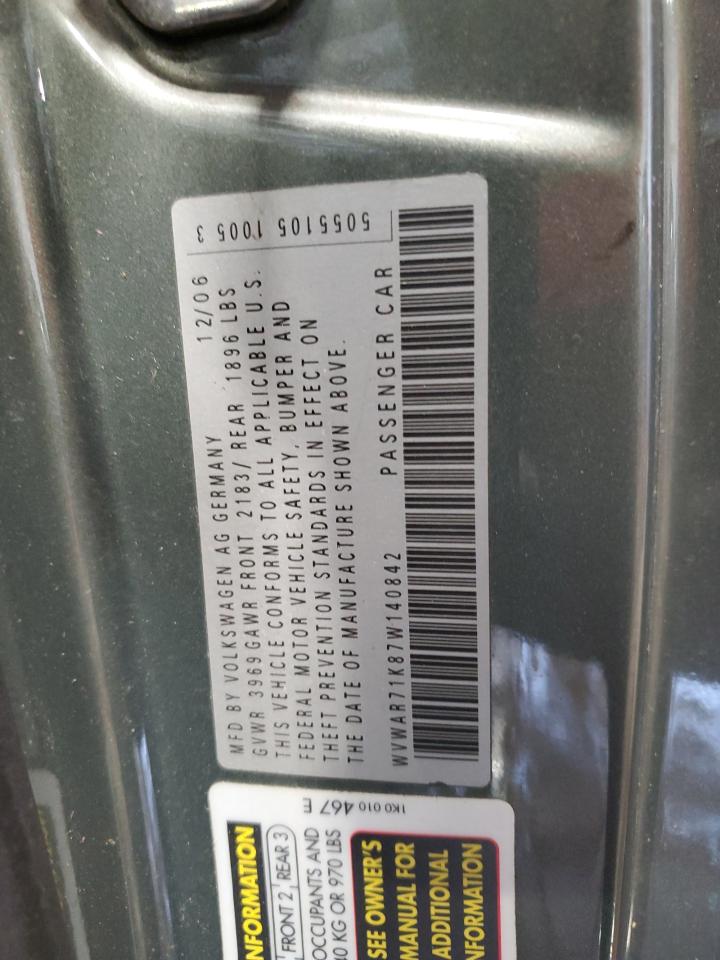 MFD BY VOLKSWAGEN AG GERMANY 12/06
GVWR 3969GAWR FRONT 2183/ REAR 1896 LBS
THIS VEHICLE CONFORMS TO ALL APPLICABLE U.S.
FEDERAL MOTOR VEHICLE SAFETY, BUMPER AND
THEFT PREVENTION STANDARDS IN EFFECT ON
THE DATE OF MANUFACTURE SHOWN ABOVE.
WVWAR71K87W140842 PASSENGER CAR
5055105 1005 3
NFORMATION
FRONT 2 REAR 3
OCCUPANTS AND
40 KG OR 970 LBS
SEE OWNER'S
MANUAL FOR
ADDITIONAL
NFORMATION
1K0 010 467 E